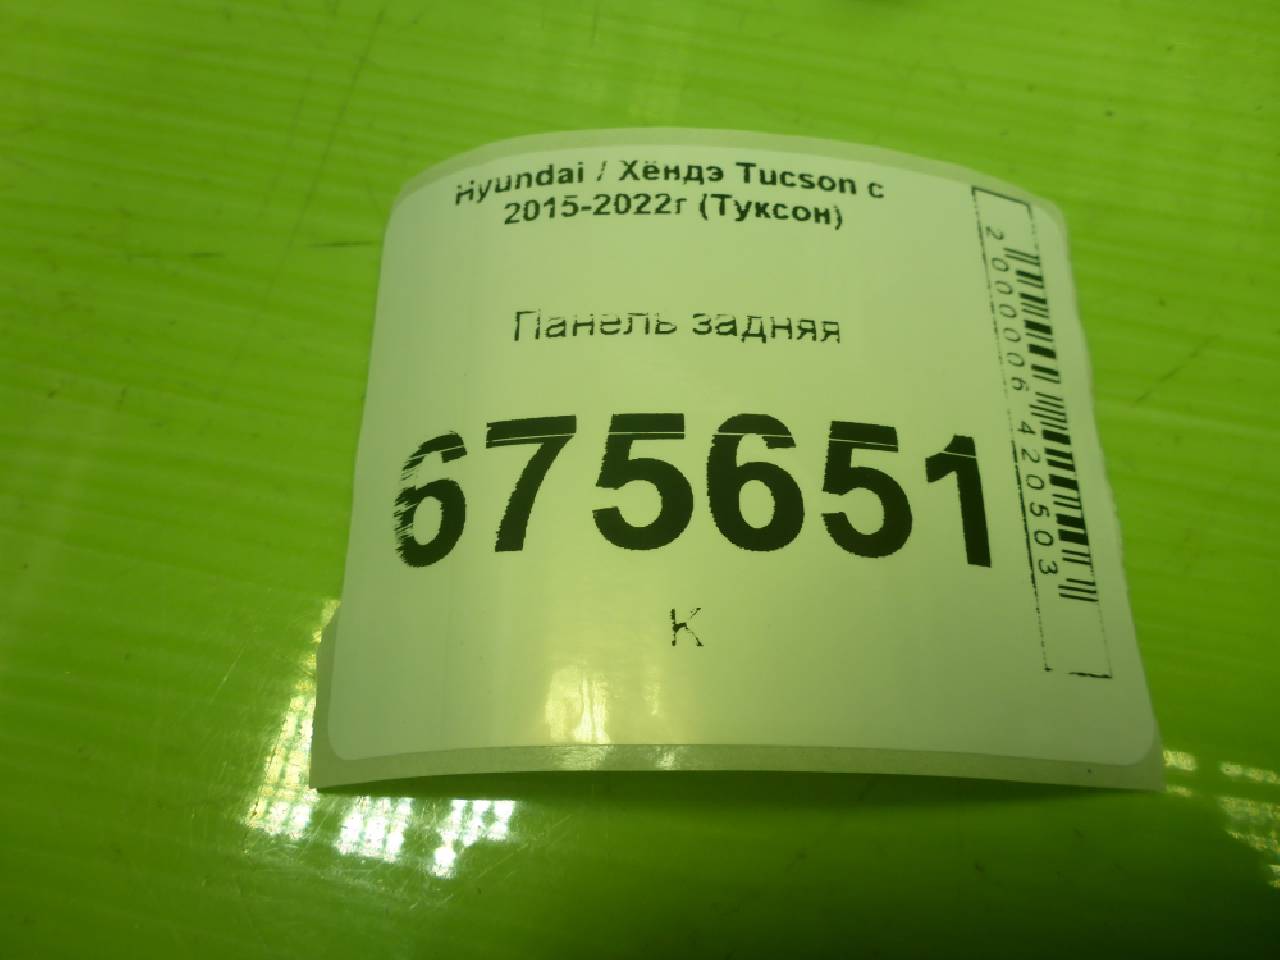 Hyundai / Хёндэ Tucson с
2015-2022г (Туксон)
Панель задняя
675651
К
2000006420503